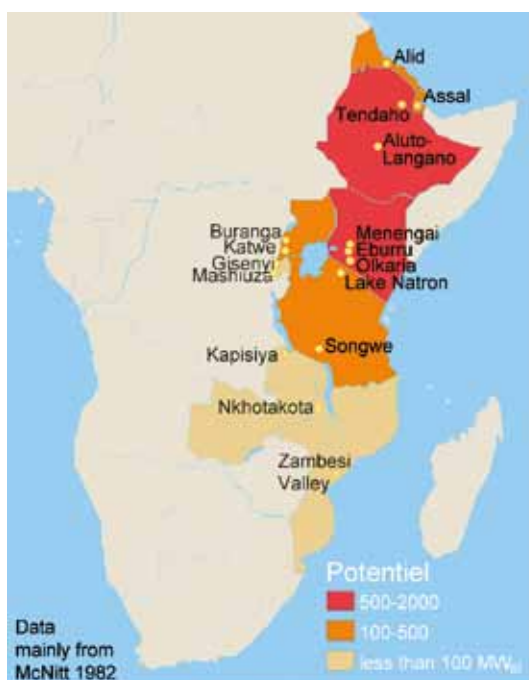 Alid
Assal
Tendaho
Aluto-
Langano
Buranga
Katwe
Gisenyi
Mashiuza
Menengai
Eburru
Olkaria
Lake Natron
Kapisiya
Songwe
Nkhotakota
Zambesi
Valley
Potentiel
500-2000
100-500
less than 100 MWel
Data
mainly from
McNitt 1982